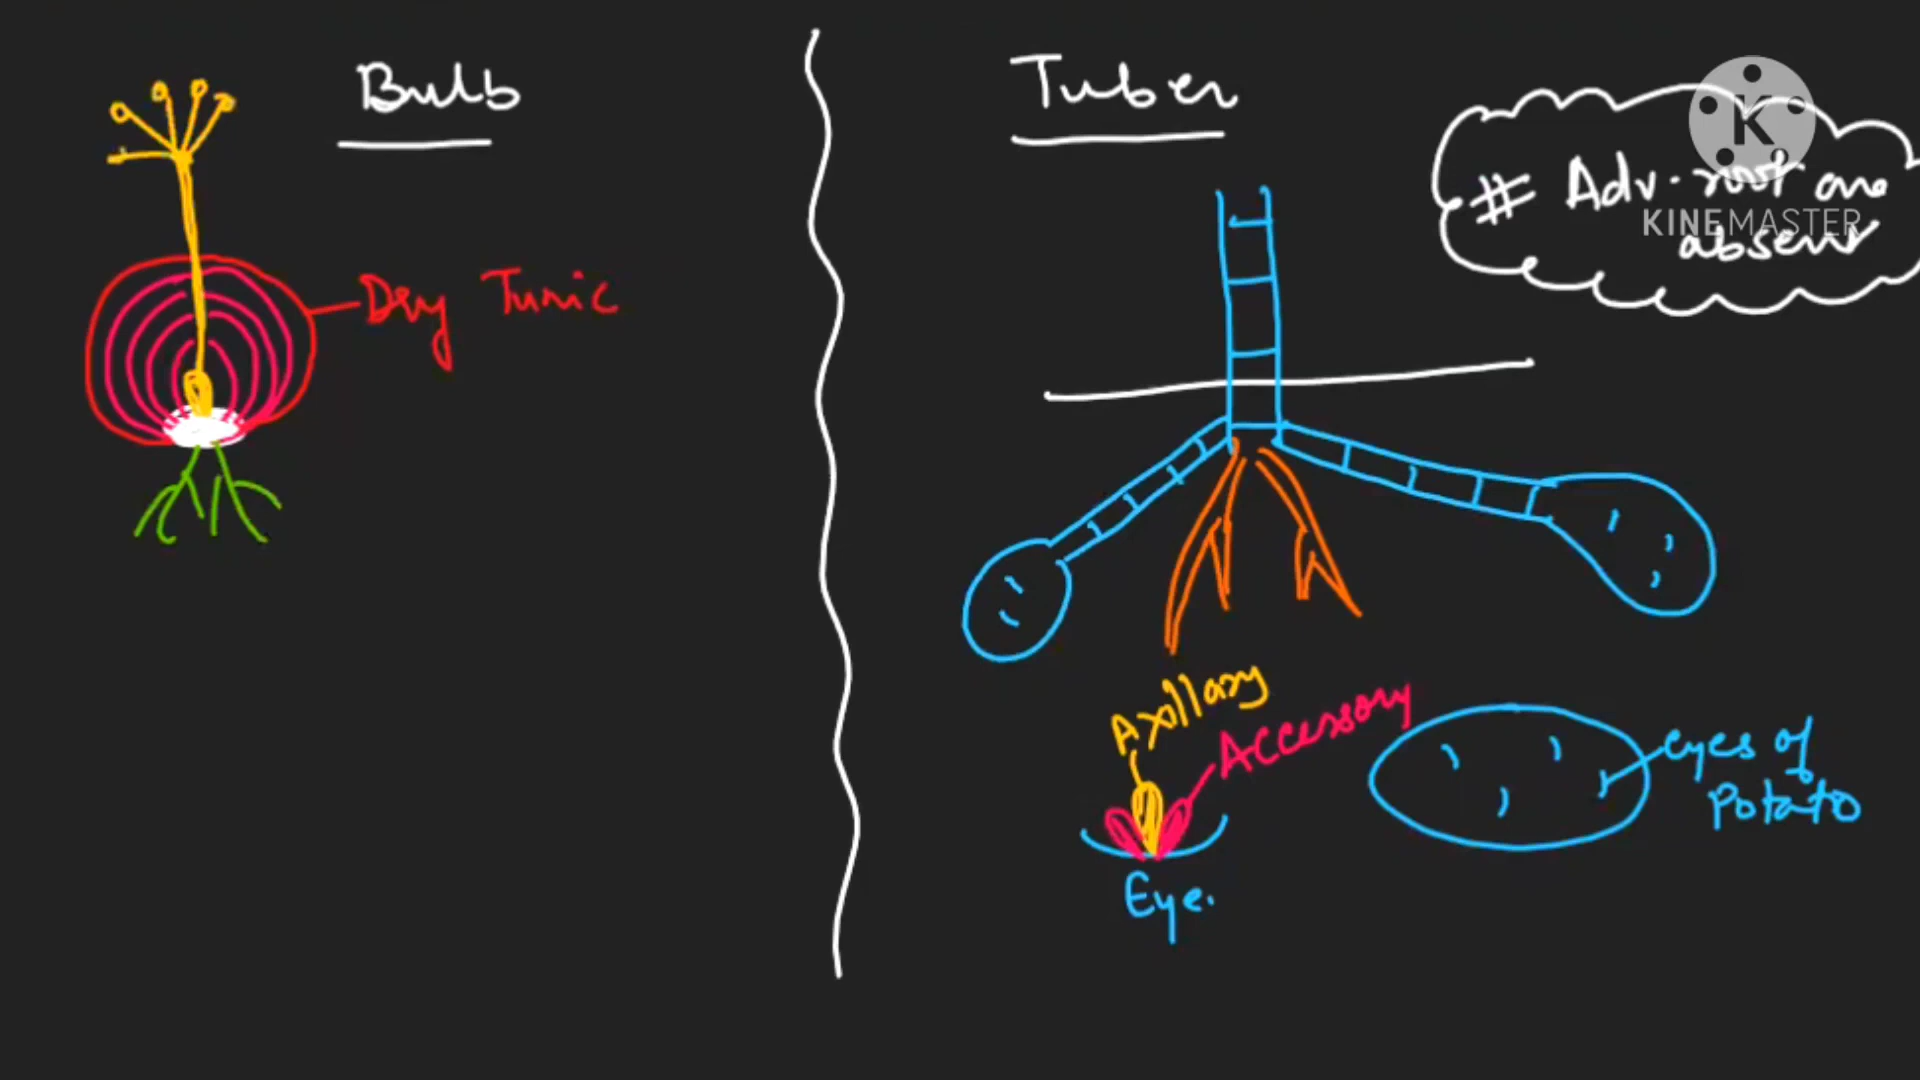 Bulb
Dry Tunic
Tuber
# Adv. root are
absent
K
KINEMASTER
Axillary
Accessory
Eye.
eyes of
Potato